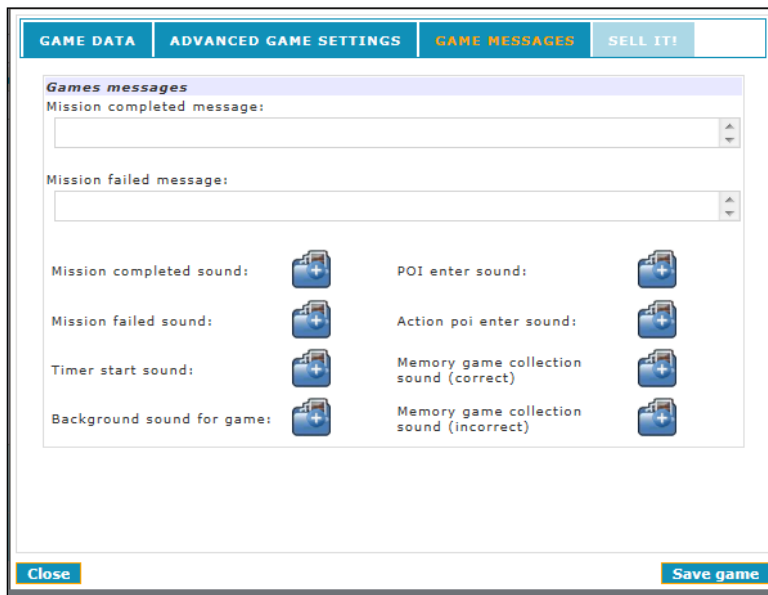 GAME DATA ADVANCED GAME SETTINGS GAME MESSAGES SELL IT!
Games messages
Mission completed message:
Mission failed message:
Mission completed sound: POI enter sound:
Mission failed sound: Action poi enter sound:
Timer start sound: Memory game collection
sound (correct)
Background sound for game: Memory game collection
sound (incorrect)
Close Save game